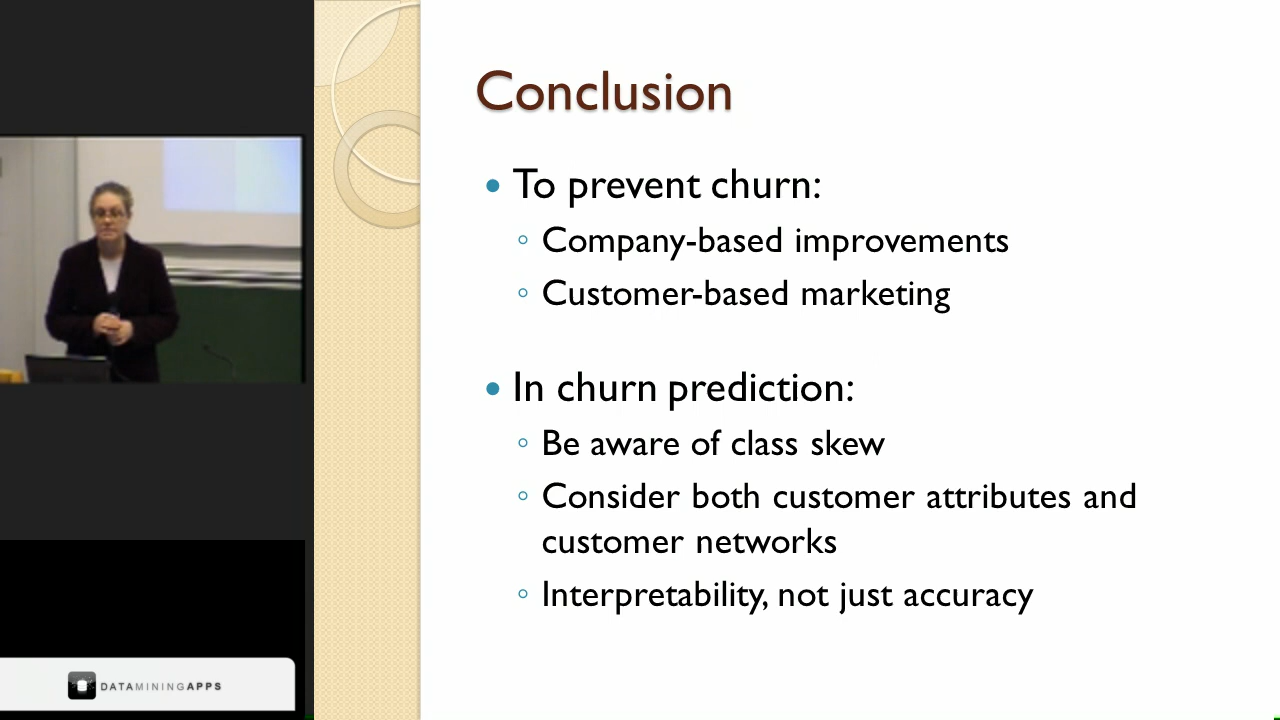 Conclusion
To prevent churn:
Company-based improvements
Customer-based marketing
In churn prediction:
Be aware of class skew
Consider both customer attributes and
customer networks
Interpretability, not just accuracy
DATAMININGAPPS